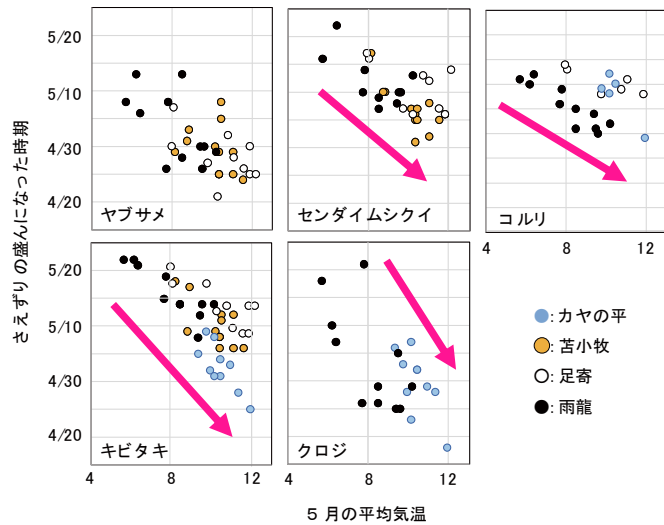 さえずりの盛んになった時期
5/20
5/10
4/30
4/20
ヤブサメ
センダイムシクイ
コルリ
4 8 12
5/20
5/10
4/30
4/20
キビタキ
クロジ
4 8 12 4 8 12
:カヤの平
:苫小牧
:足寄
:雨龍
5 月の平均気温